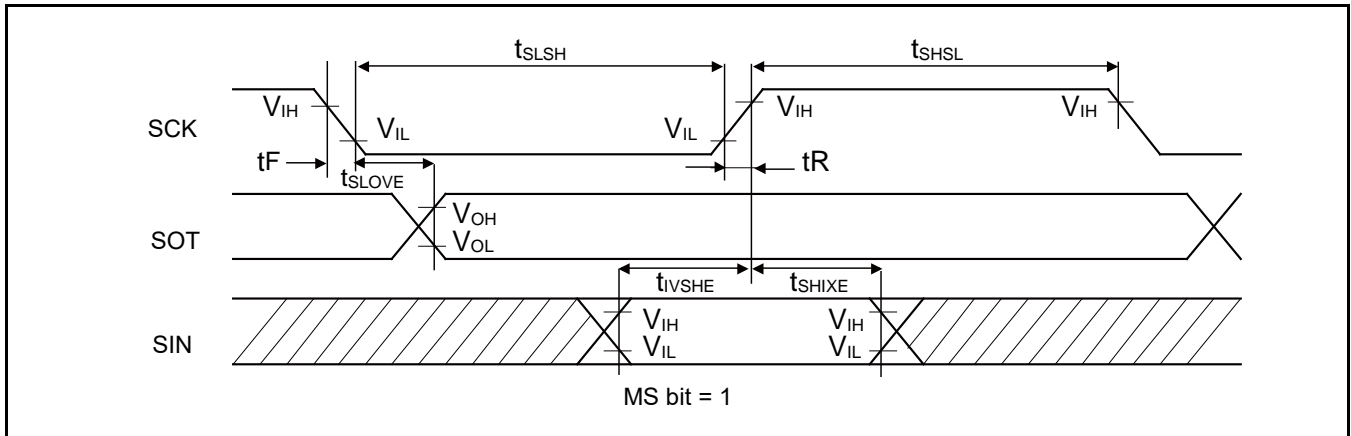 tSLSH
tSHSL
SCK
VIH
VIL
VIL
VIH
VIH
tF
tSLOVE
tR
SOT
VOH
VOL
tIVSHE
tSHIXE
SIN
VIH
VIH
VIL
VIL
MS bit = 1